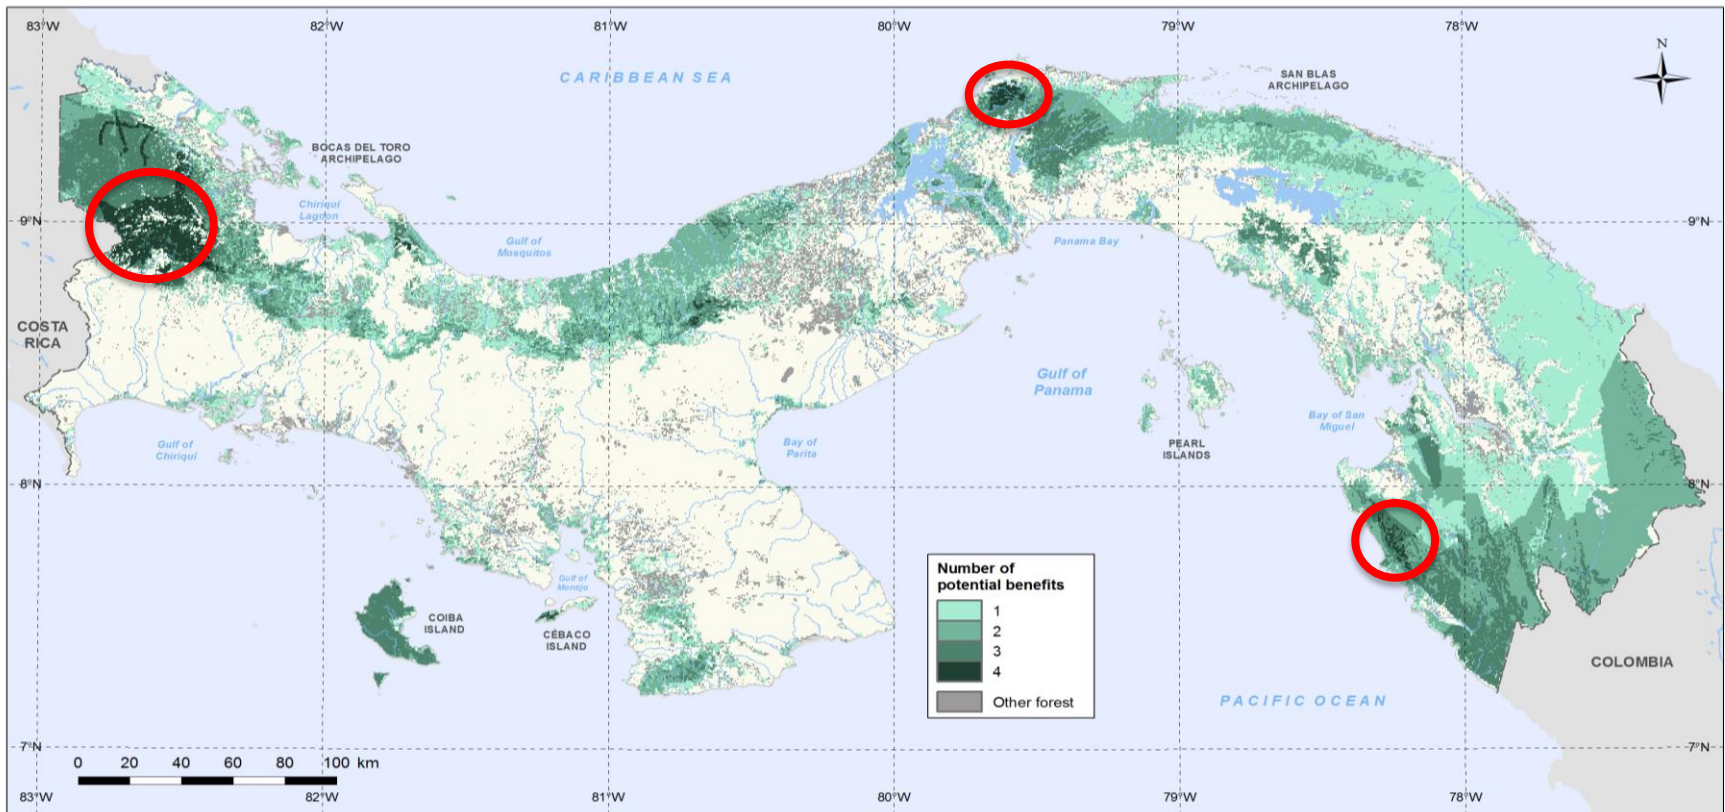 83°W
82°W
81°W
80°W
79°W
78°W
N
CARIBBEAN SEA
SAN BLAS
ARCHIPELAGO
BOCAS DEL TORO
ARCHIPELAGO
Chiriquí
Lagoon
9°N
9°N
Gulf of
Mosquitos
Panama Bay
COSTA
RICA
Gulf of
Panama
Gulf of
Chiriquí
Bay of
Parita
Bay of San
Miguel
PEARL
ISLANDS
8°N
8°N
Gulf of
Montijo
COIBA
ISLAND
CÉBACO
ISLAND
Number of
potential benefits
1
2
3
4
Other forest
COLOMBIA
PACIFIC OCEAN
7°N
7°N
0 20 40 60 80 100 km
83°W
82°W
81°W
80°W
79°W
78°W